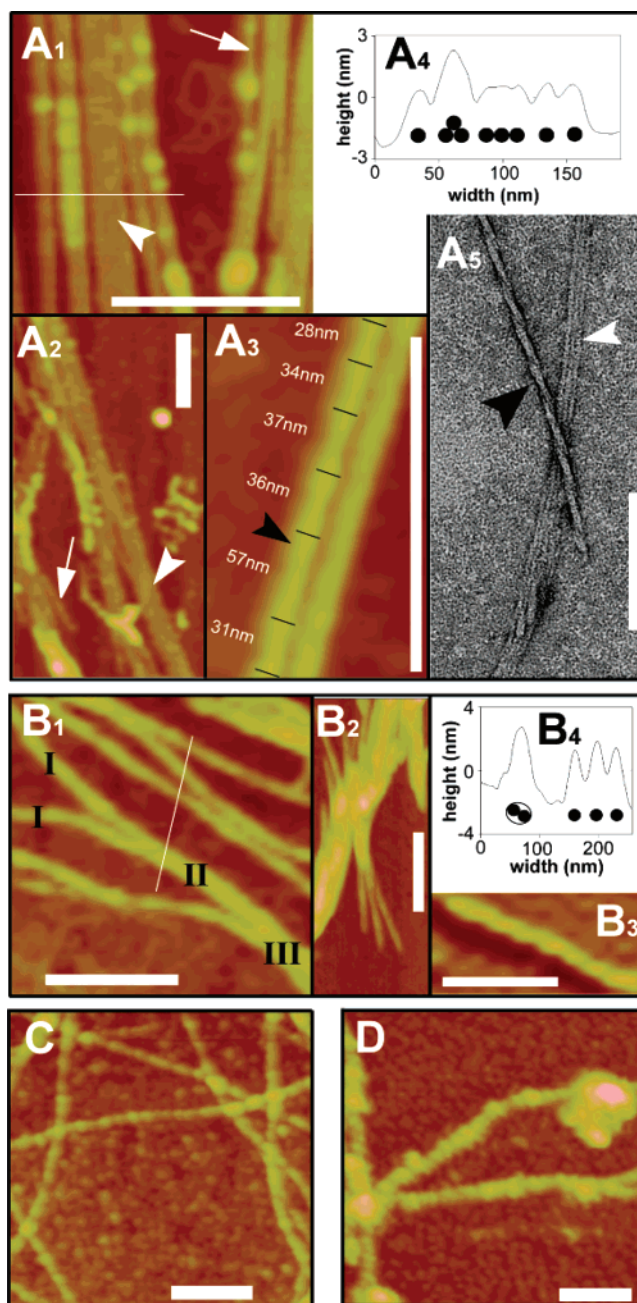 A1
A4
height (nm)
3
0
-3
0
50
100
150
width (nm)
A2
A3
28nm
34nm
37nm
36nm
57nm
31nm
A5
B1
I
I
II
III
B2
B4
height (nm)
4
0
-4
0
100
200
width (nm)
B3
C
D